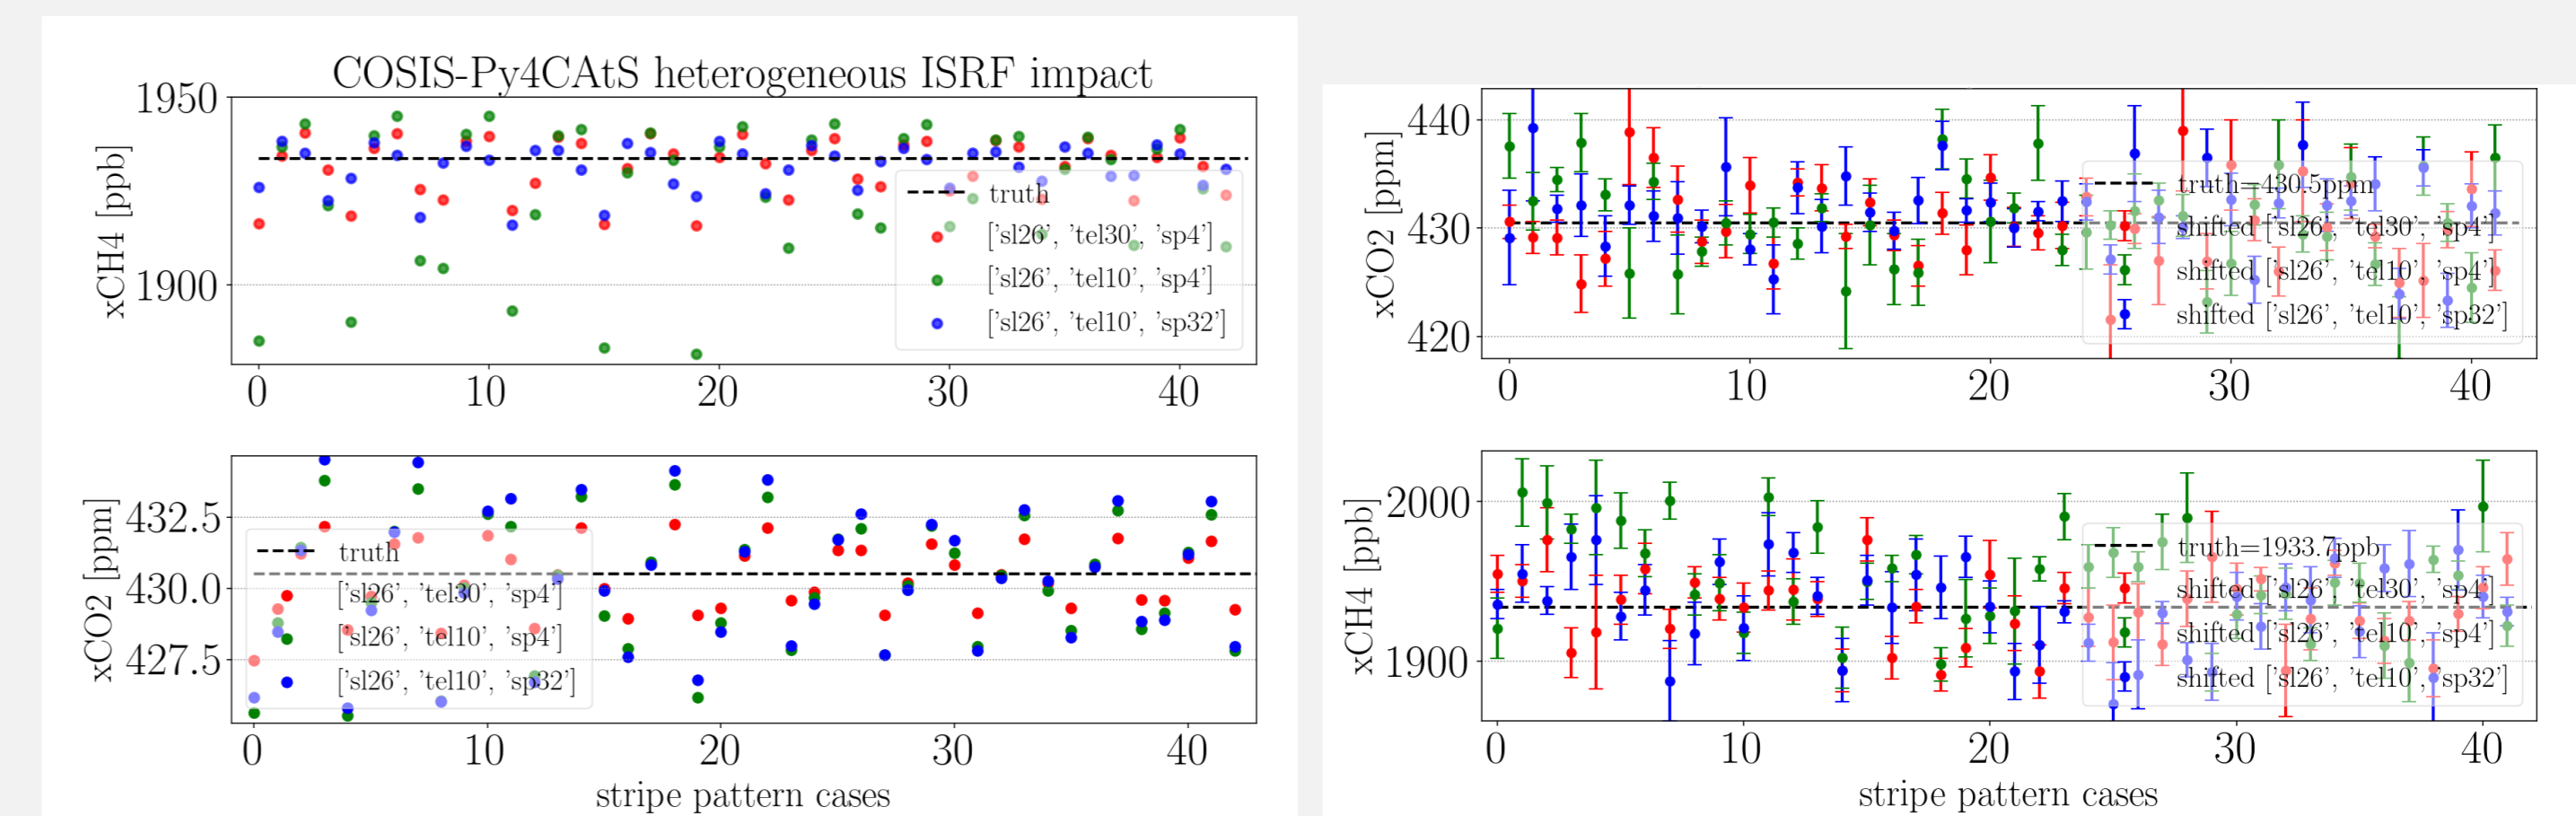 COSIS-Py4CAtS heterogeneous ISRF impact
1950
1900
xCH4 [ppb]
truth
['sl26', 'tel30', 'sp4']
['sl26', 'tel10', 'sp4']
['sl26', 'tel10', 'sp32']
0 10 20 30 40
432.5
430.0
427.5
xCO2 [ppm]
truth
['sl26', 'tel30', 'sp4']
['sl26', 'tel10', 'sp4']
['sl26', 'tel10', 'sp32']
0 10 20 30 40
stripe pattern cases
440
430
420
xCO2 [ppm]
truth=430.5ppm
shifted ['sl26', 'tel30', 'sp4']
shifted ['sl26', 'tel10', 'sp4']
shifted ['sl26', 'tel10', 'sp32']
0 10 20 30 40
2000
1900
xCH4 [ppb]
truth=1933.7ppb
shifted ['sl26', 'tel30', 'sp4']
shifted ['sl26', 'tel10', 'sp4']
shifted ['sl26', 'tel10', 'sp32']
0 10 20 30 40
stripe pattern cases